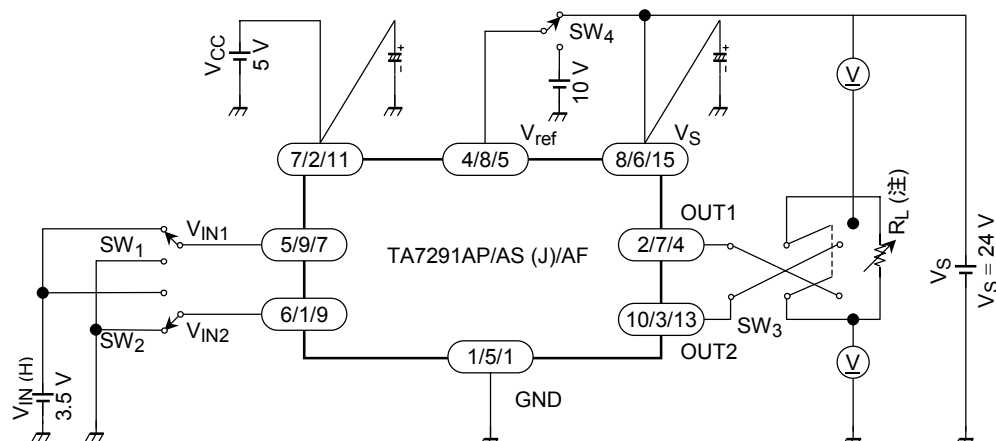 SW4
VCC
5 V
10 V
V
Vref
VS
7/2/11
4/8/5
8/6/15
RL (注)
OUT1
VIN1
SW1
5/9/7
TA7291AP/AS (J)/AF
2/7/4
VS
VS = 24 V
6/1/9
10/3/13
SW3
VIN2
SW2
OUT2
1/5/1
V
VIN (H)
3.5 V
GND